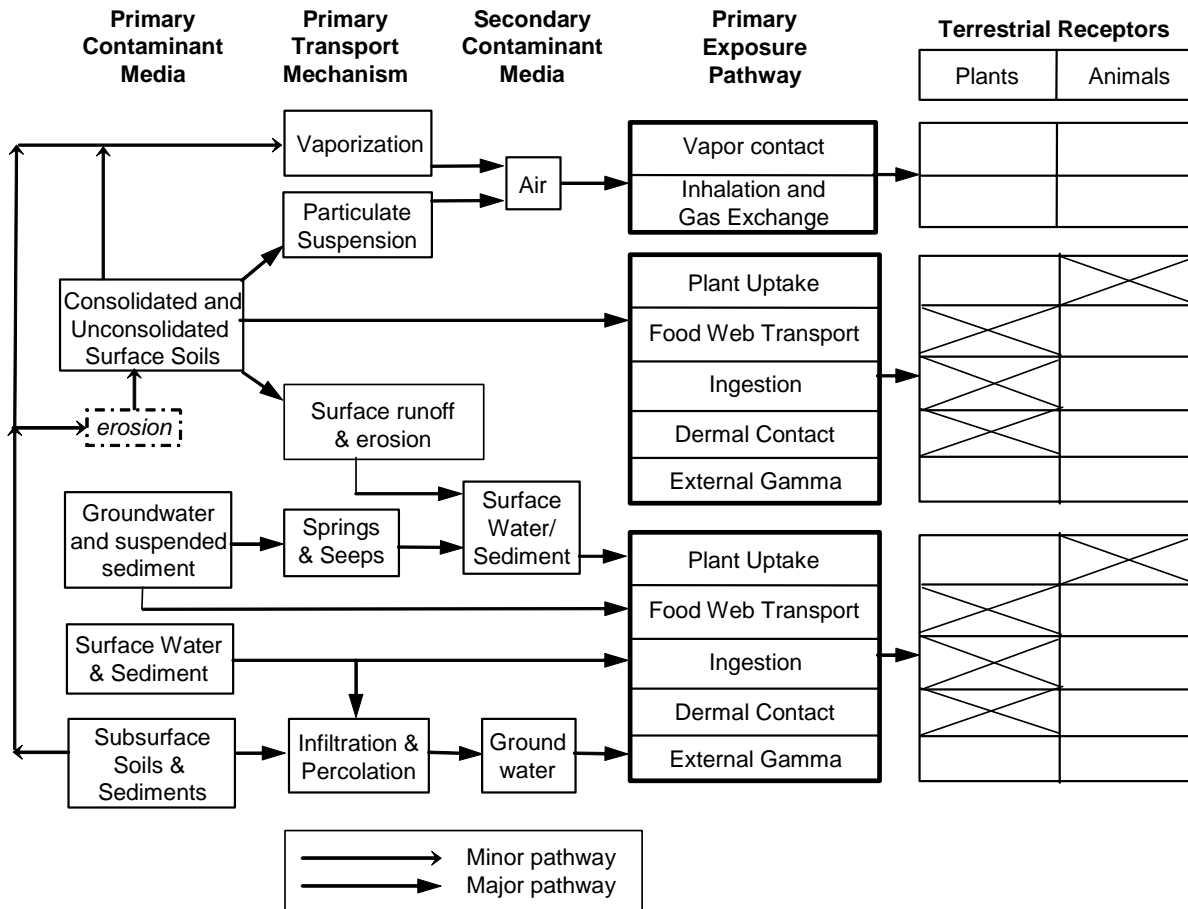 Primary
Contaminant
Media
Primary
Transport
Mechanism
Secondary
Contaminant
Media
Primary
Exposure
Pathway
Terrestrial Receptors
Plants
Animals
Vaporization
Air
Vapor contact
Inhalation and
Gas Exchange
Particulate
Suspension
Consolidated and
Unconsolidated
Surface Soils
Plant Uptake
Food Web Transport
Ingestion
Dermal Contact
External Gamma
erosion
Surface runoff
& erosion
Groundwater
and suspended
sediment
Springs
& Seeps
Surface
Water/
Sediment
Plant Uptake
Food Web Transport
Ingestion
Dermal Contact
External Gamma
Surface Water
& Sediment
Subsurface
Soils &
Sediments
Infiltration &
Percolation
Ground
water
Minor pathway
Major pathway